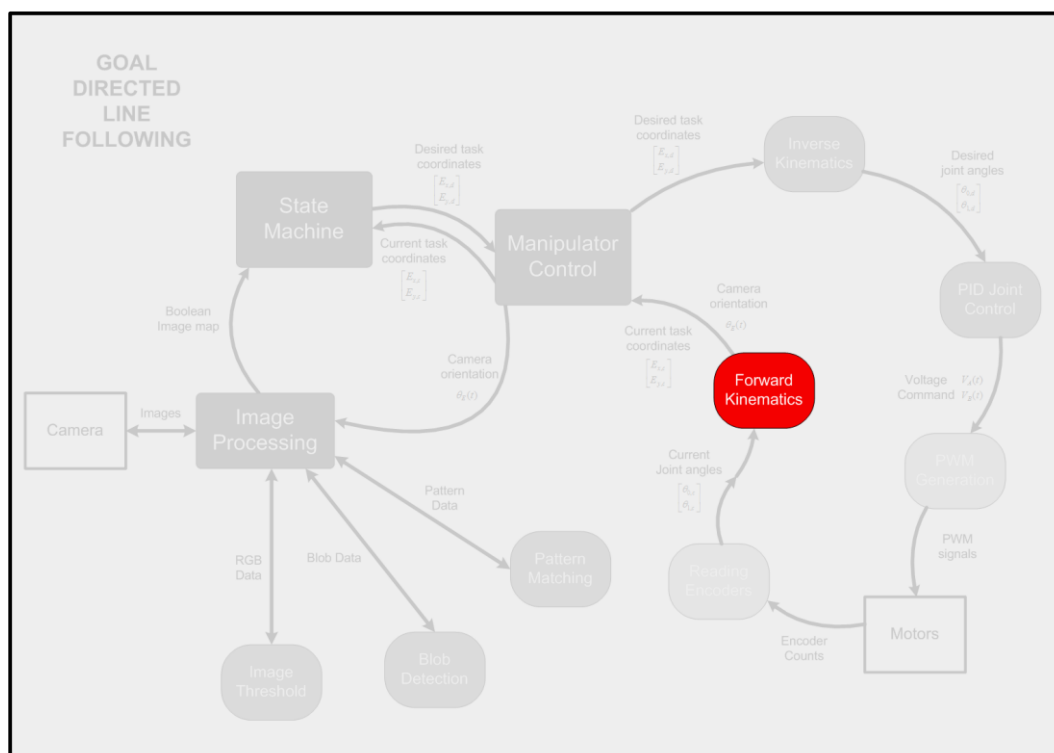 GOAL
DIRECTED
LINE
FOLLOWING
Desired task
coordinates
State
Machine
Current task
coordinates
Manipulator
Control
Desired task
coordinates
Inverse
Kinematics
Desired
joint angles
PID Joint
Control
Boolean
Image map
Camera
orientation
θ_E(t)
Camera
orientation
θ_E(t)
Current task
coordinates
Forward
Kinematics
Voltage
Command
Camera
Images
Image
Processing
Current
Joint angles
PWM
Generation
Pattern
Data
PWM
signals
RGB
Data
Blob Data
Pattern
Matching
Reading
Encoders
Motors
Encoder
Counts
Image
Threshold
Blob
Detection